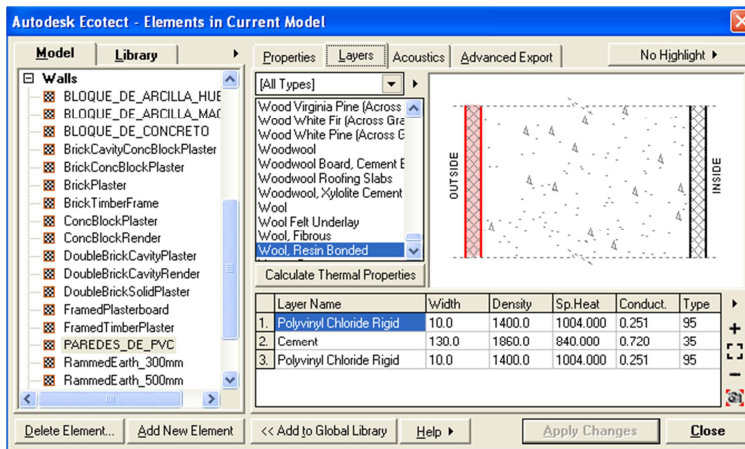 Autodesk Ecotect - Elements in Current Model
Model
Library
Walls
BLOQUE_DE_ARCILLA_HUE
BLOQUE_DE_ARCILLA_MAC
BLOQUE_DE_CONCRETO
BrickCavityConcBlockPlaster
BrickConcBlockPlaster
BrickPlaster
BrickTimberFrame
ConcBlockPlaster
ConcBlockRender
DoubleBrickCavityPlaster
DoubleBrickCavityRender
DoubleBrickSolidPlaster
FramedPlasterboard
FramedTimberPlaster
PAREDES_DE_PVC
RammedEarth_300mm
RammedEarth_500mm
Delete Element...
Add New Element
Properties
Layers
Acoustics
Advanced Export
No Highlight
[All Types]
Wood Virginia Pine (Across
Wood White Fir (Across Gra
Wood White Pine (Across G
Woodwool
Woodwool Board, Cement B
Woodwool Roofing Slabs
Woodwool, Xylolite Cement
Wool
Wool Felt Underlay
Wool, Fibrous
Wool, Resin Bonded
Calculate Thermal Properties
OUTSIDE
INSIDE
Layer Name Width Density Sp.Heat Conduct. Type
1. Polyvinyl Chloride Rigid 10.0 1400.0 1004.000 0.251 95
2. Cement 130.0 1860.0 840.000 0.720 35
3. Polyvinyl Chloride Rigid 10.0 1400.0 1004.000 0.251 95
<< Add to Global Library
Help
Apply Changes
Close